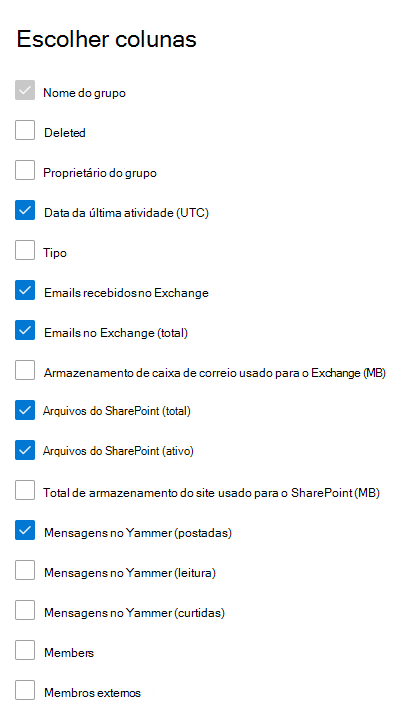 Escolher colunas
Nome do grupo
Deleted
Proprietário do grupo
Data da última atividade (UTC)
Tipo
Emails recebidos no Exchange
Emails no Exchange (total)
Armazenamento de caixa de correio usado para o Exchange (MB)
Arquivos do SharePoint (total)
Arquivos do SharePoint (ativo)
Total de armazenamento do site usado para o SharePoint (MB)
Mensagens no Yammer (postadas)
Mensagens no Yammer (leitura)
Mensagens no Yammer (curtidas)
Members
Membros externos